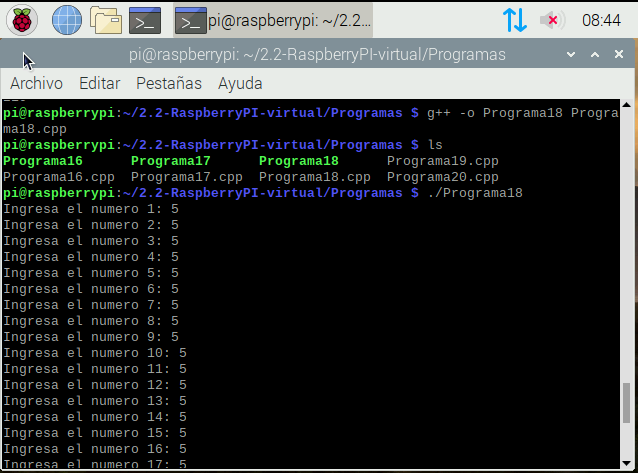 pi@raspberrypi: ~/2.2... 08:44
pi@raspberrypi: ~/2.2-RaspberryPI-virtual/Programas
Archivo Editar Pestañas Ayuda
pi@raspberrypi:~/2.2-RaspberryPI-virtual/Programas $ g++ -o Programa18 Progra
ma18.cpp
pi@raspberrypi:~/2.2-RaspberryPI-virtual/Programas $ ls
Programa16 Programa17 Programa18 Programa19.cpp
Programa16.cpp Programa17.cpp Programa18.cpp Programa20.cpp
pi@raspberrypi:~/2.2-RaspberryPI-virtual/Programas $ ./Programa18
Ingresa el numero 1: 5
Ingresa el numero 2: 5
Ingresa el numero 3: 5
Ingresa el numero 4: 5
Ingresa el numero 5: 5
Ingresa el numero 6: 5
Ingresa el numero 7: 5
Ingresa el numero 8: 5
Ingresa el numero 9: 5
Ingresa el numero 10: 5
Ingresa el numero 11: 5
Ingresa el numero 12: 5
Ingresa el numero 13: 5
Ingresa el numero 14: 5
Ingresa el numero 15: 5
Ingresa el numero 16: 5
Ingresa el numero 17: 5